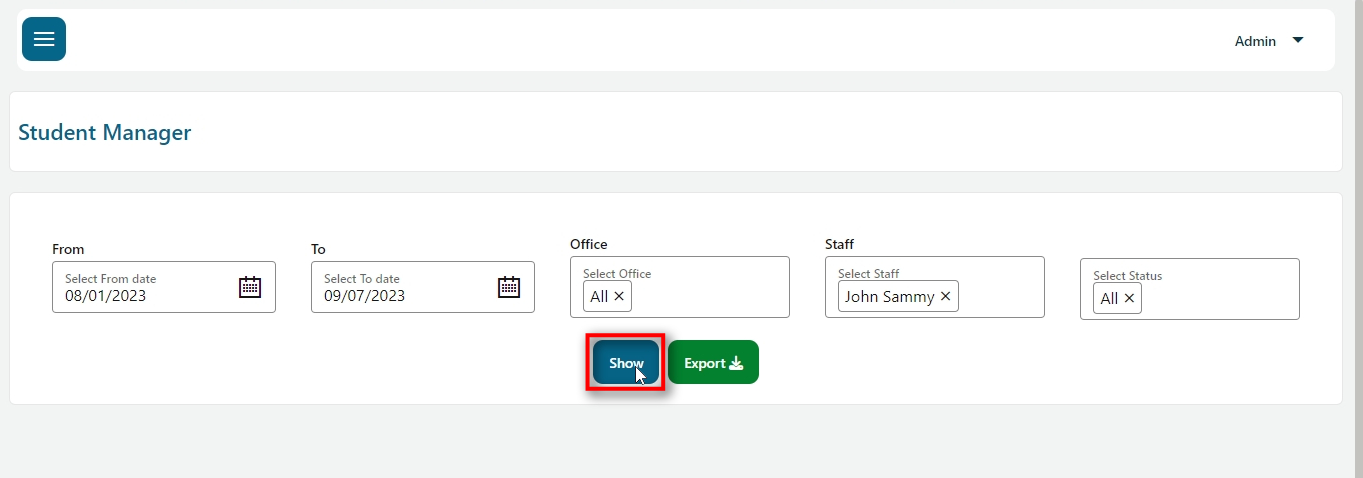 Admin
Student Manager
From
Select From date
08/01/2023
To
Select To date
09/07/2023
Office
Select Office
All ×
Staff
Select Staff
John Sammy ×
Select Status
All ×
Show
Export